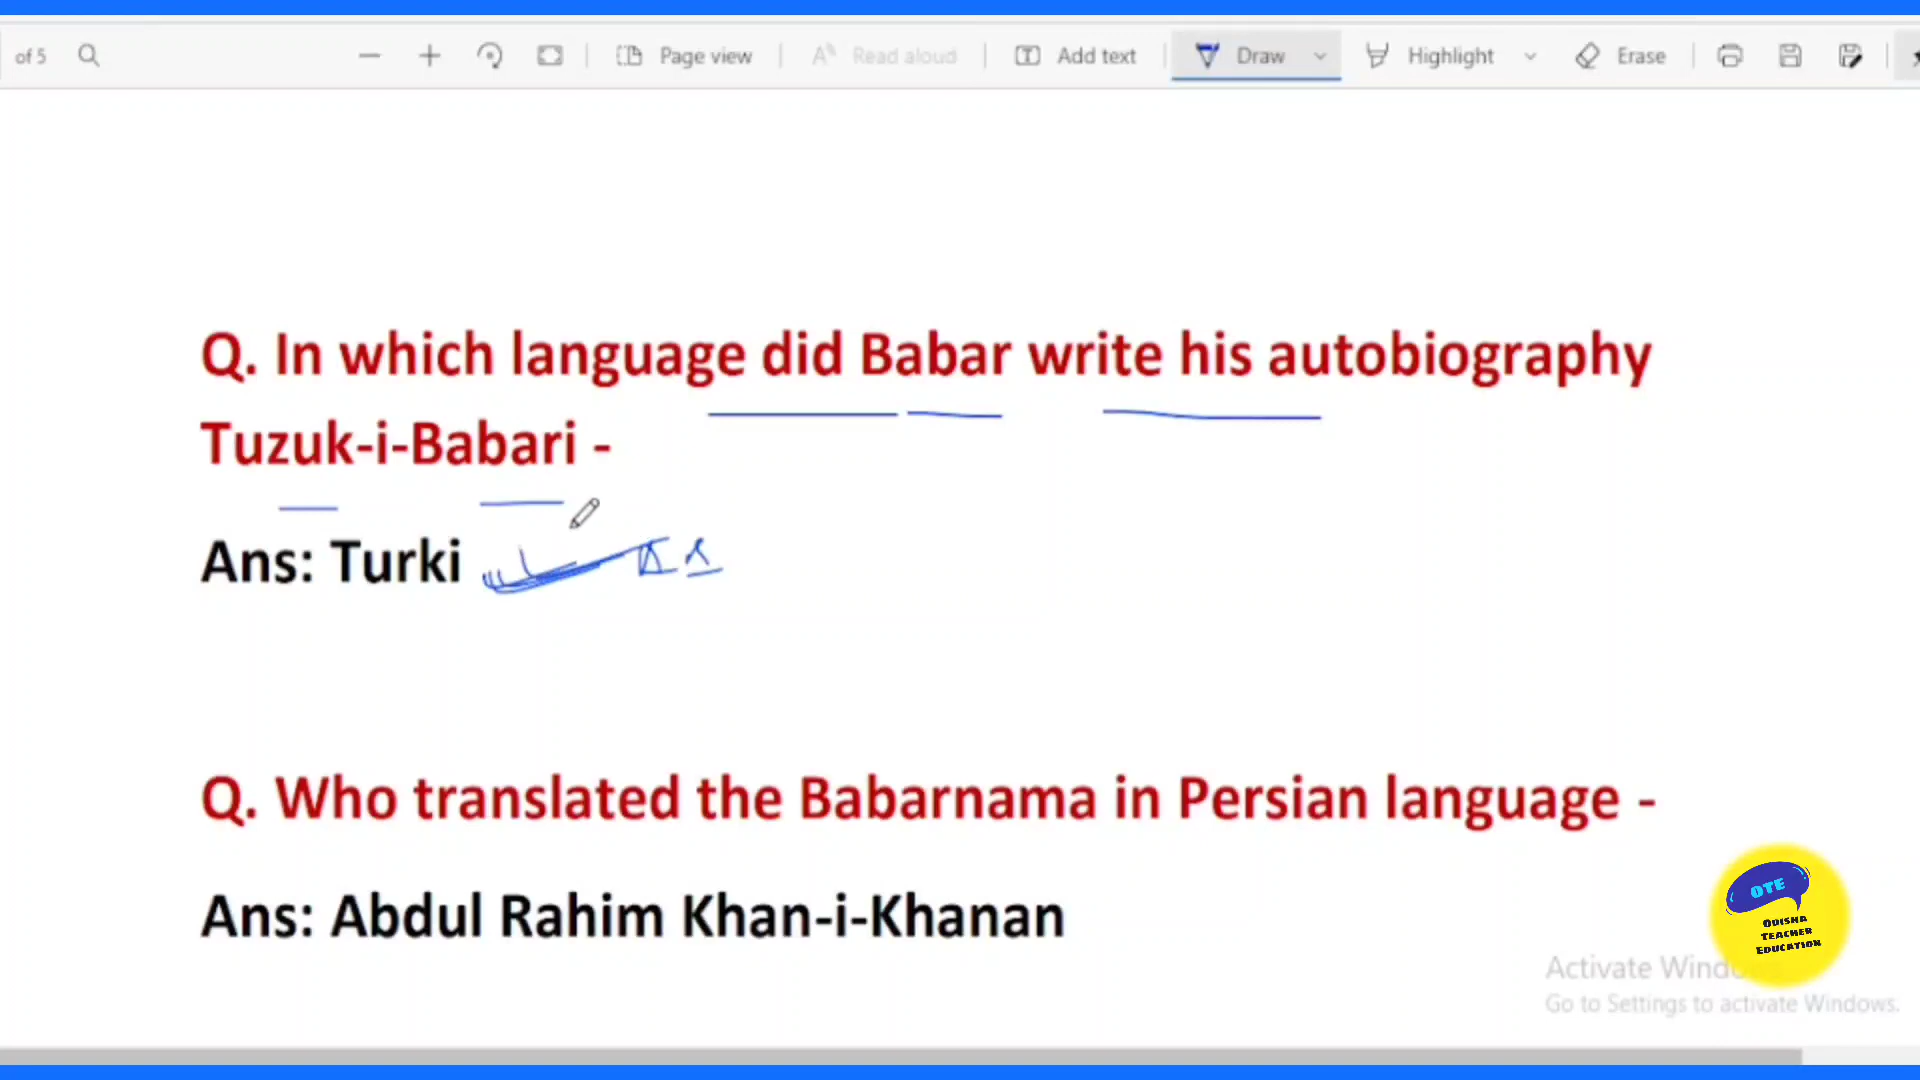 of 5
Page view
Read aloud
Add text
Draw
Highlight
Erase
Q. In which language did Babar write his autobiography
Tuzuk-i-Babari -
Ans: Turki
Q. Who translated the Babarnama in Persian language -
Ans: Abdul Rahim Khan-i-Khanan
OTE
ODISHA
TEACHER
EDUCATION
Activate Windo
Go to Settings to activate Windows.